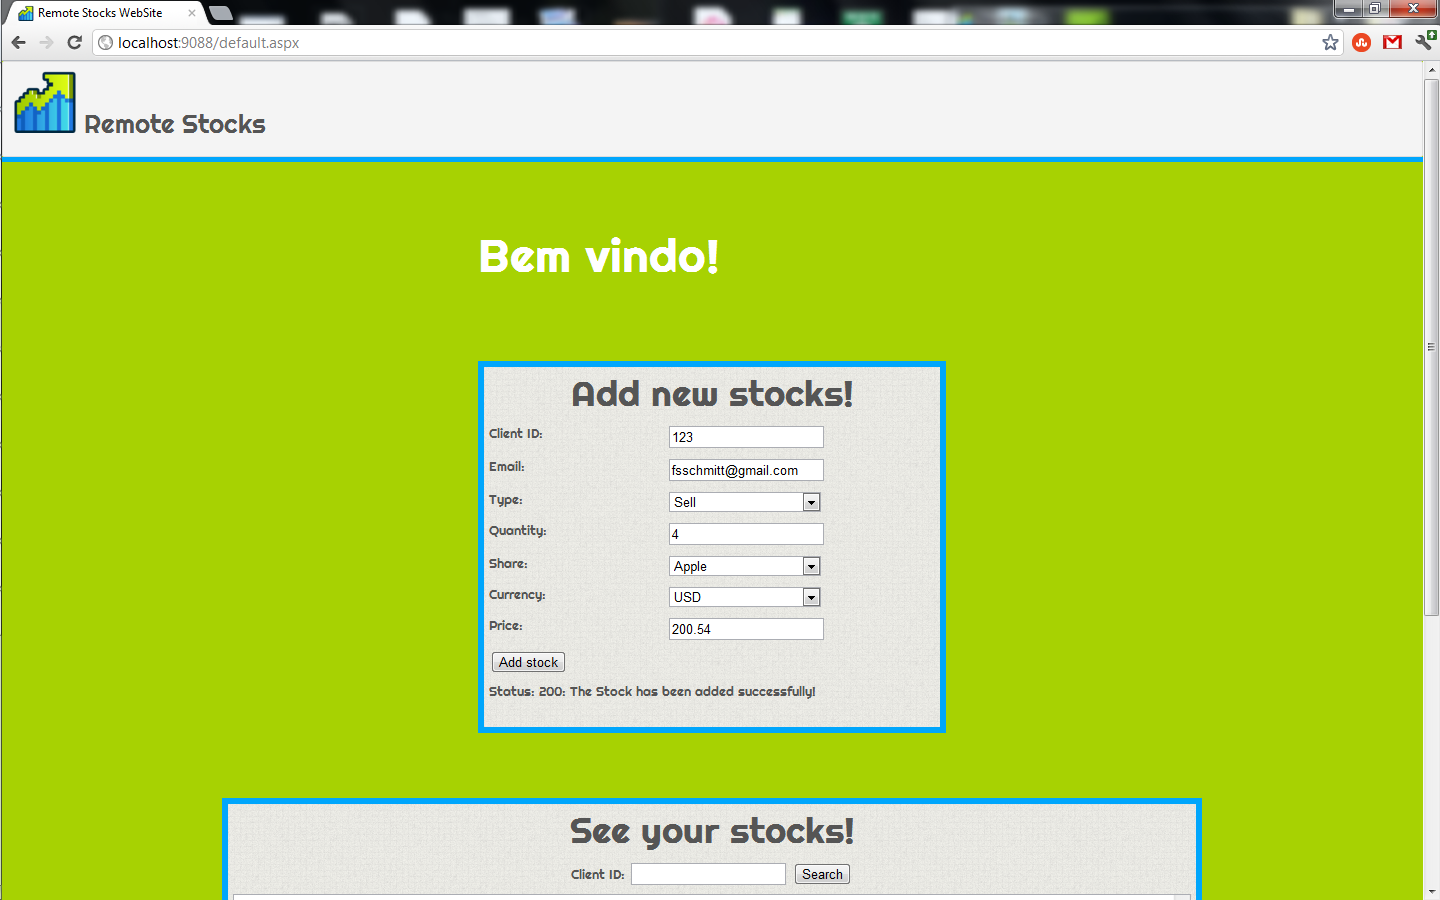 Remote Stocks WebSite
localhost:9088/default.aspx
Remote Stocks
Bem vindo!
Add new stocks!
Client ID: 123
Email: fsschmitt@gmail.com
Type: Sell
Quantity: 4
Share: Apple
Currency: USD
Price: 200.54
Add stock
Status: 200: The Stock has been added successfully!
See your stocks!
Client ID: Search